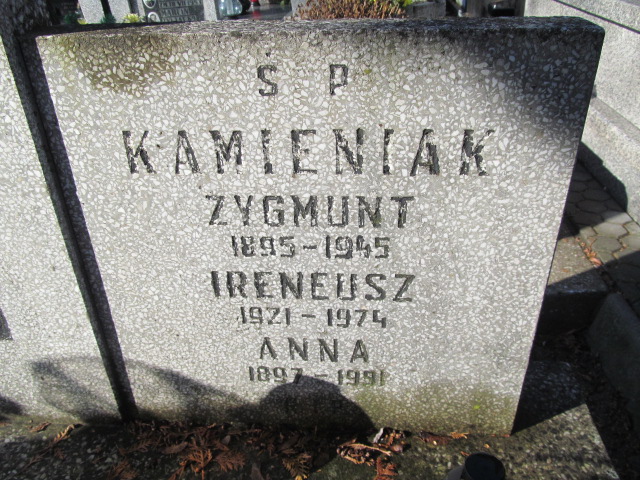 Ś P
KAMIENIAK
ZYGMUNT
1895-1945
IRENEUSZ
1921-1974
ANNA
1897-1991